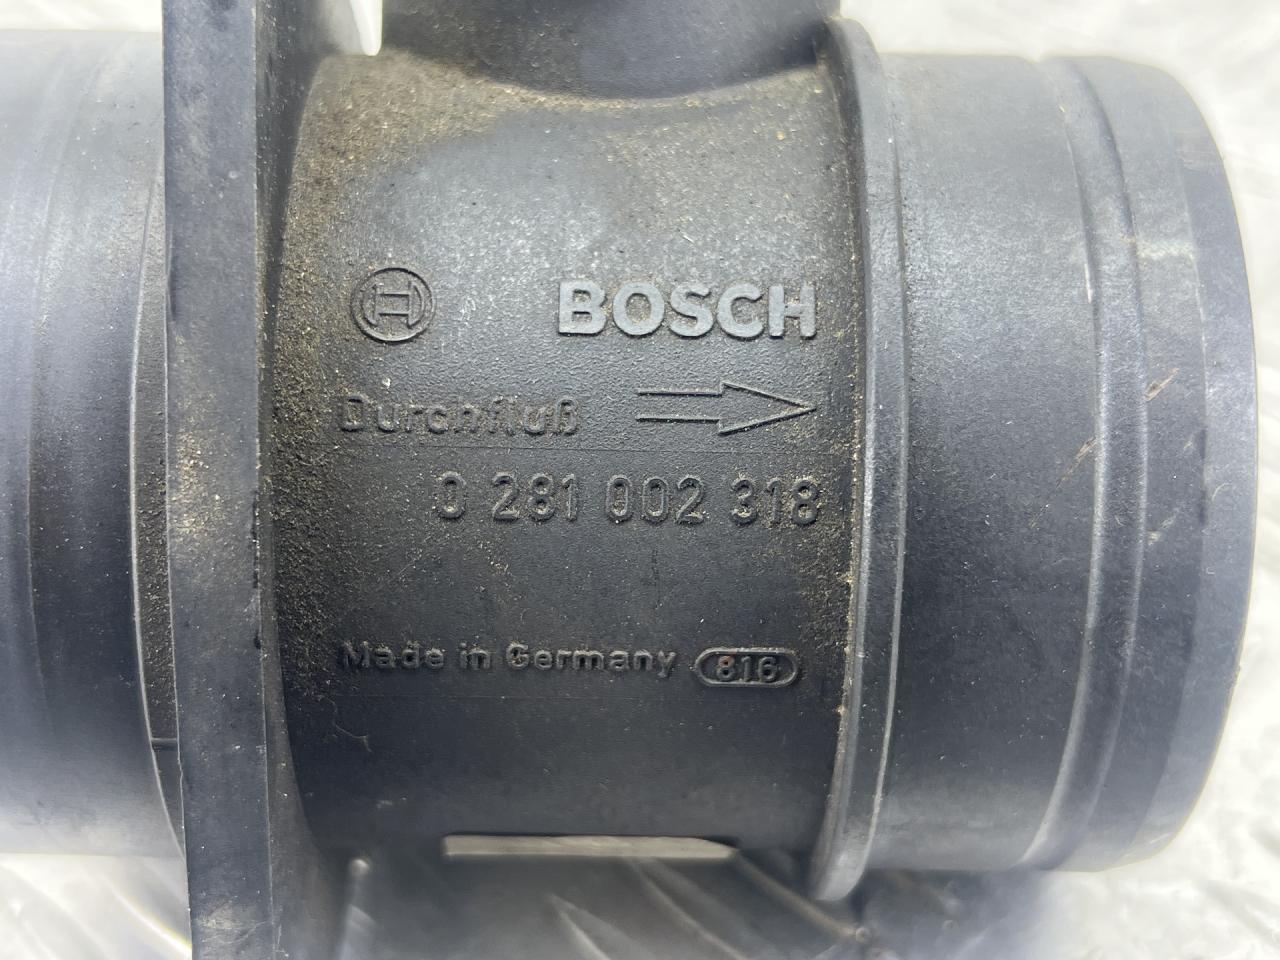 BOSCH
Durchfluß
0 281 002 318
Made in Germany 816